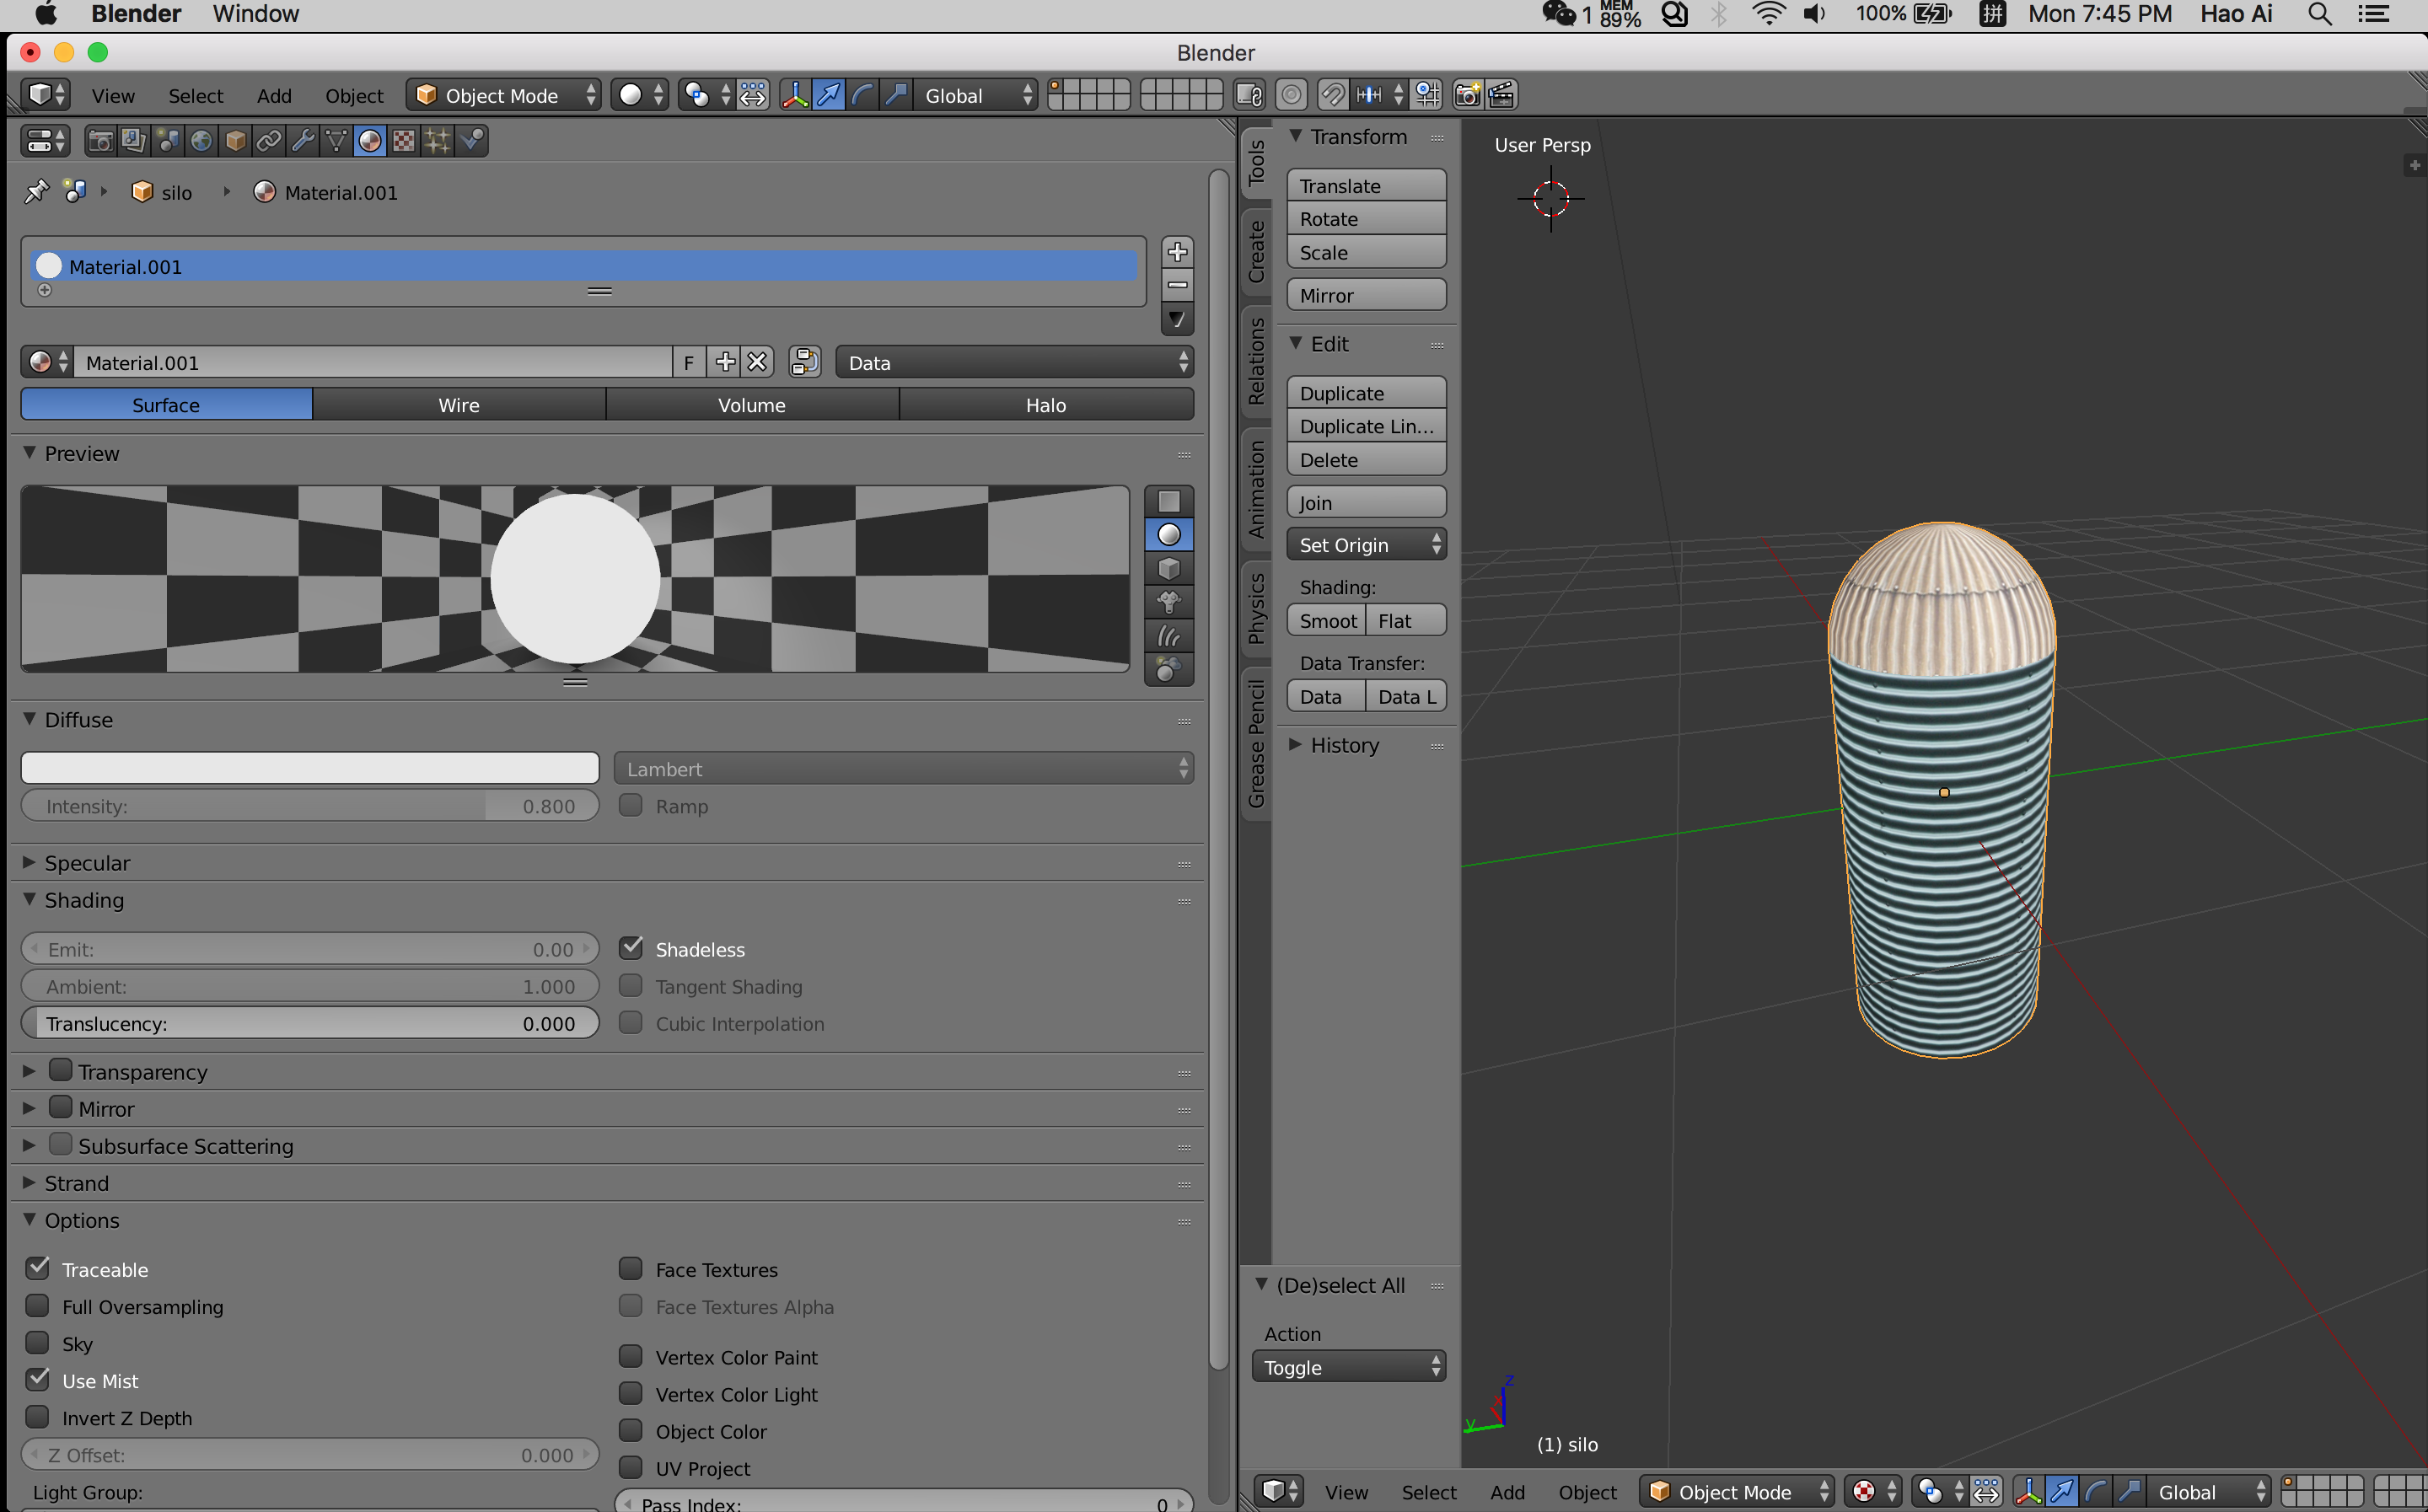 Blender Window 1 MEM 89% 100% 拼 Mon 7:45 PM Hao Ai
Blender
View Select Add Object Object Mode Global
silo Material.001
Material.001
Material.001 F Data
Surface Wire Volume Halo
Preview
Diffuse
Lambert
Intensity: 0.800 Ramp
Specular
Shading
Emit: 0.00 Shadeless
Ambient: 1.000 Tangent Shading
Translucency: 0.000 Cubic Interpolation
Transparency
Mirror
Subsurface Scattering
Strand
Options
Traceable Face Textures
Full Oversampling Face Textures Alpha
Sky
Use Mist Vertex Color Paint
Invert Z Depth Vertex Color Light
Z Offset: 0.000 Object Color
UV Project
Light Group: Pass Index: 0
Tools
Create
Relations
Animation
Physics
Grease Pencil
Transform
Translate
Rotate
Scale
Mirror
Edit
Duplicate
Duplicate Lin...
Delete
Join
Set Origin
Shading:
Smoot Flat
Data Transfer:
Data Data L
History
(De)select All
Action
Toggle
User Persp
z
x
y
(1) silo
View Select Add Object Object Mode Global